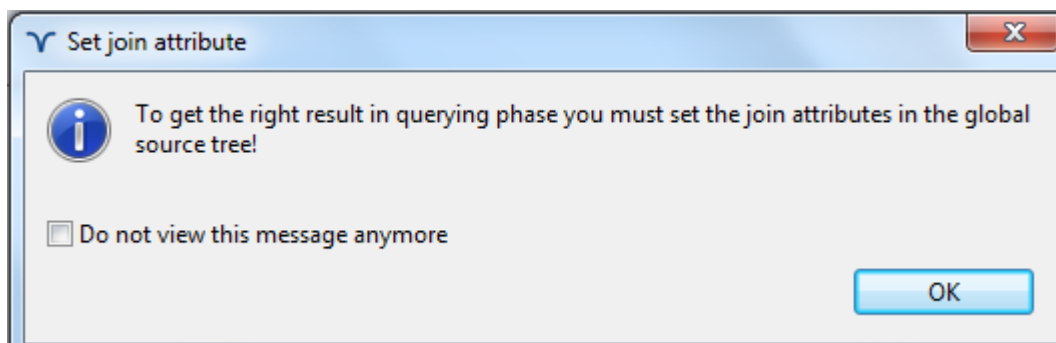 Set join attribute
To get the right result in querying phase you must set the join attributes in the global
source tree!
Do not view this message anymore
OK